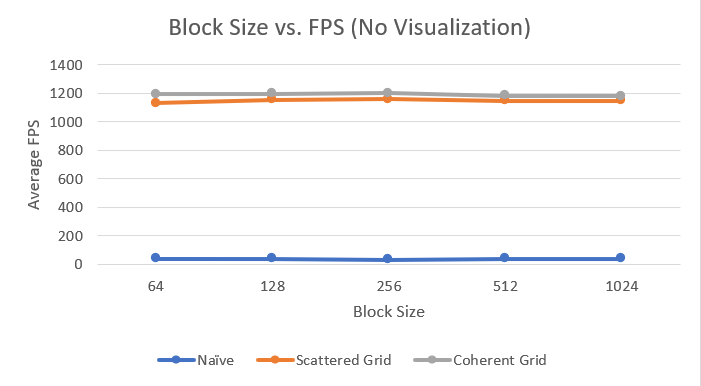 Block Size vs. FPS (No Visualization)
1400
1200
1000
800
600
400
200
0
Average FPS
64 128 256 512 1024
Block Size
Naïve Scattered Grid Coherent Grid